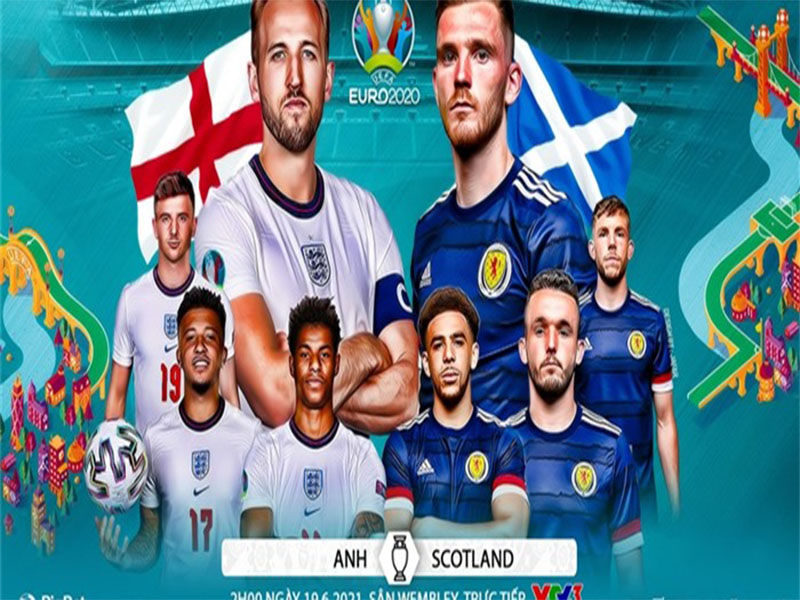 UEFA
EURO2020
19
17
ANH
SCOTLAND
2H00 NGÀY 19.6.2021, SÂN WEMBLEY, TRỰC TIẾP VTV3